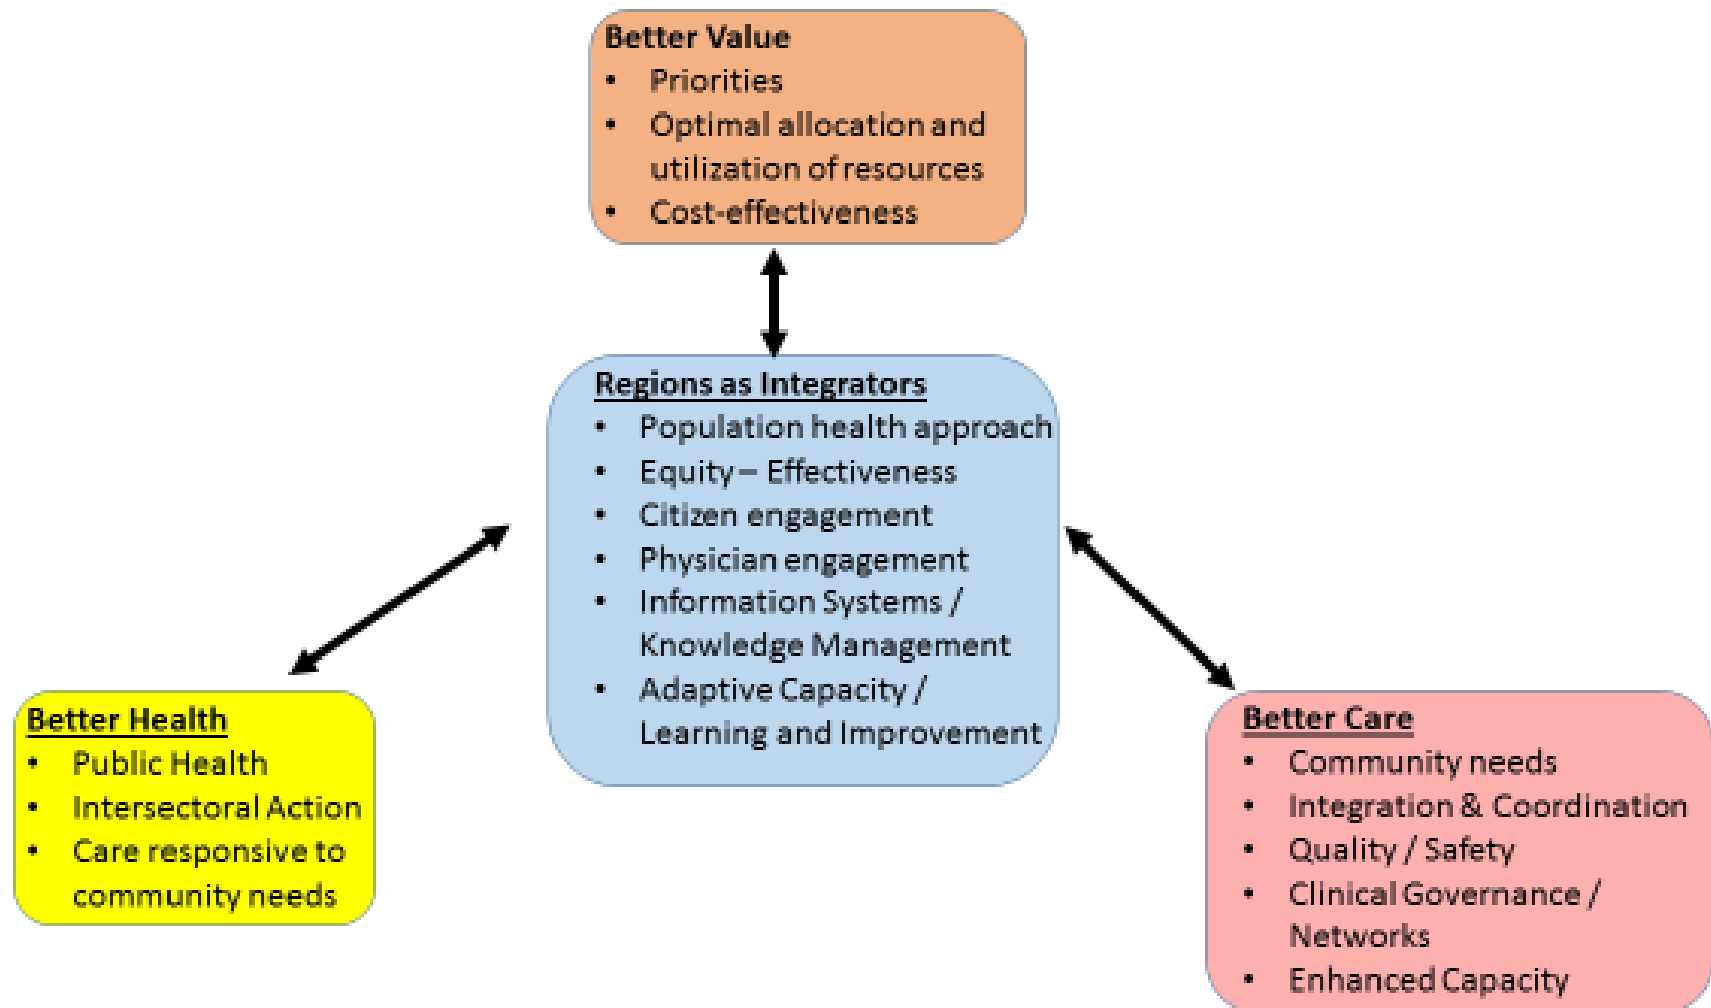 Better Value
• Priorities
• Optimal allocation and
utilization of resources
• Cost-effectiveness
Regions as Integrators
• Population health approach
• Equity – Effectiveness
• Citizen engagement
• Physician engagement
• Information Systems /
Knowledge Management
• Adaptive Capacity /
Learning and Improvement
Better Health
• Public Health
• Intersectoral Action
• Care responsive to
community needs
Better Care
• Community needs
• Integration & Coordination
• Quality / Safety
• Clinical Governance /
Networks
• Enhanced Capacity